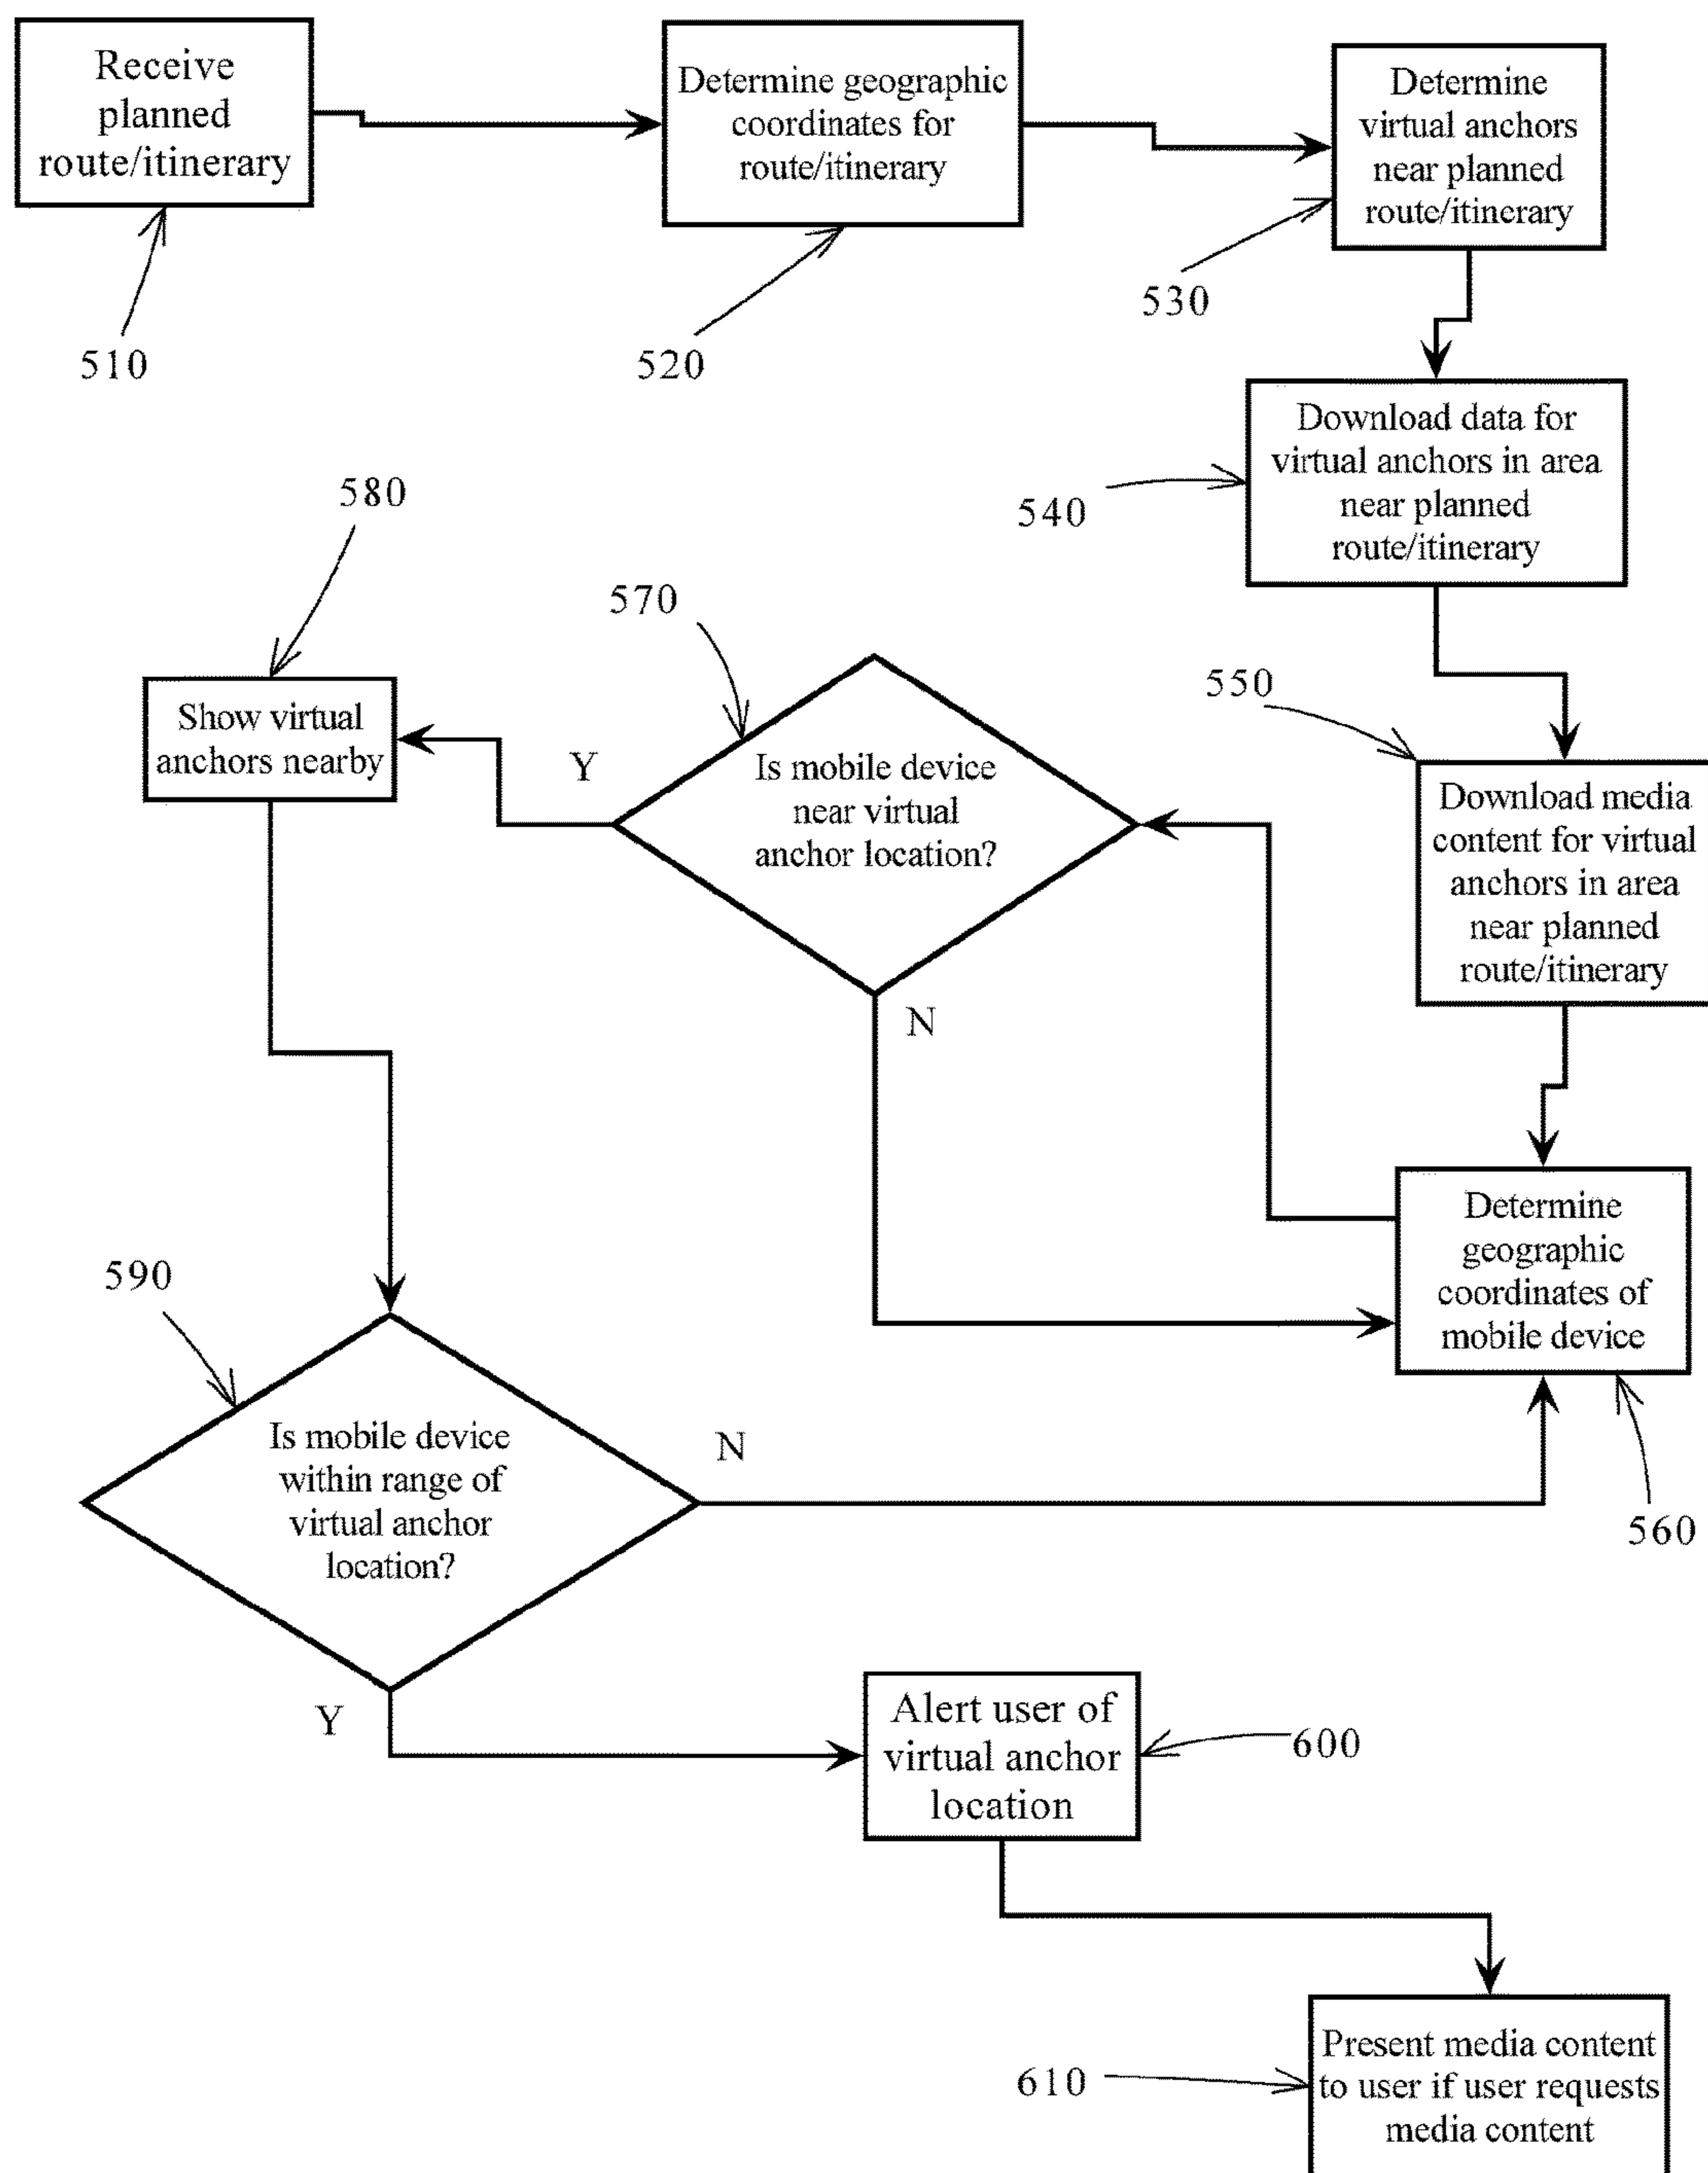 Receive
planned
route/itinerary
510
Determine geographic
coordinates for
route/itinerary
520
Determine
virtual anchors
near planned
route/itinerary
530
Download data for
virtual anchors in area
near planned
route/itinerary
540
580
Show virtual
anchors nearby
570
Y
Is mobile device
near virtual
anchor location?
N
550
Download media
content for virtual
anchors in area
near planned
route/itinerary
Determine
geographic
coordinates of
mobile device
560
590
Is mobile device
within range of
virtual anchor
location?
N
Y
Alert user of
virtual anchor
location
600
610
Present media content
to user if user requests
media content